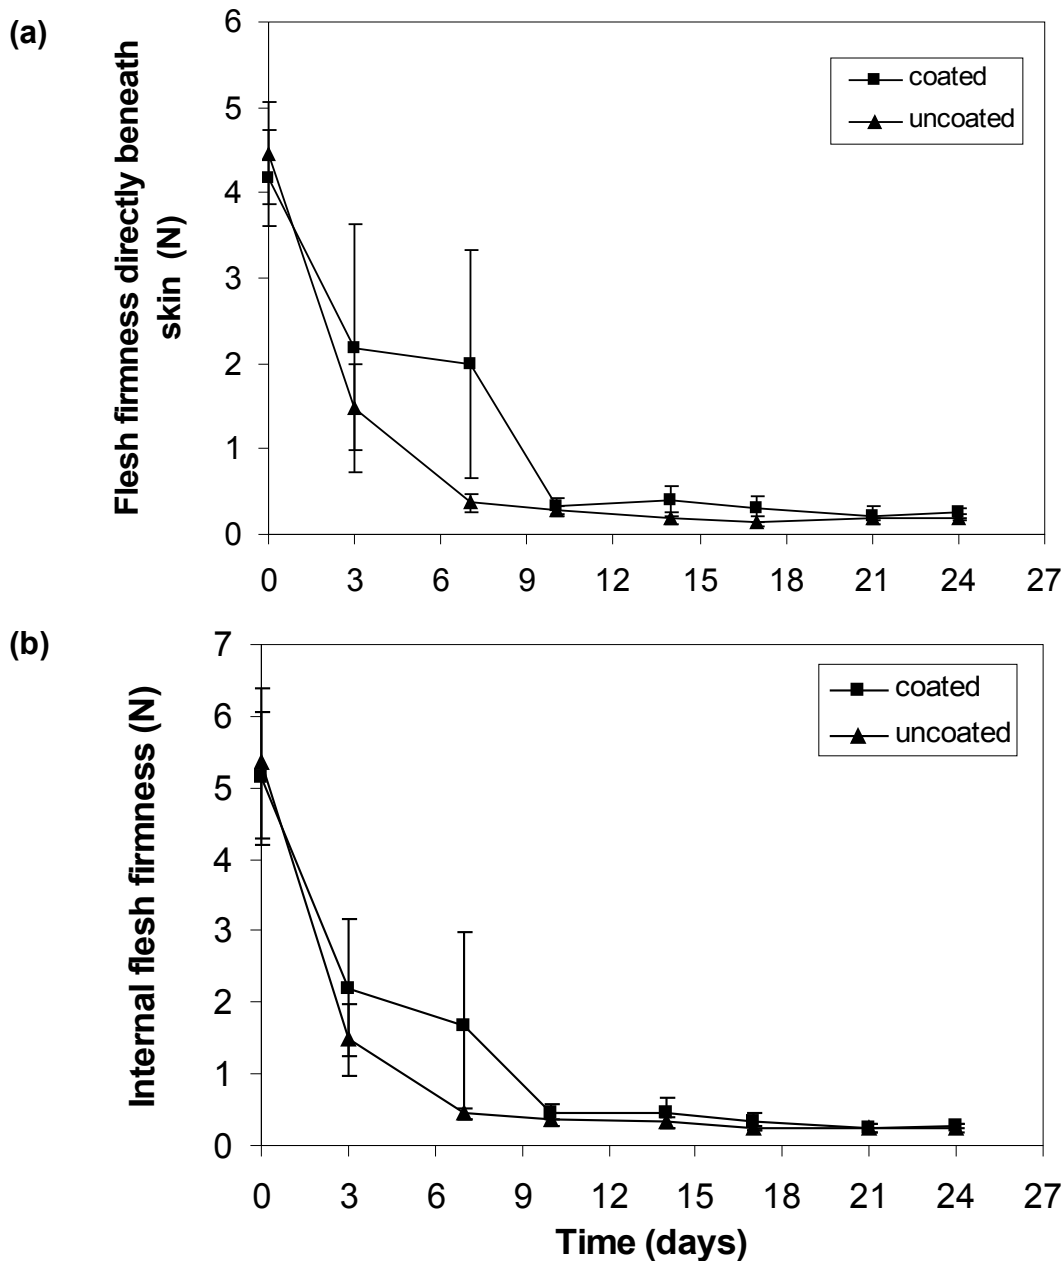 (a)
Flesh firmness directly beneath
skin (N)
6
5
4
3
2
1
0
coated
uncoated
0 3 6 9 12 15 18 21 24 27
(b)
Internal flesh firmness (N)
7
6
5
4
3
2
1
0
coated
uncoated
0 3 6 9 12 15 18 21 24 27
Time (days)